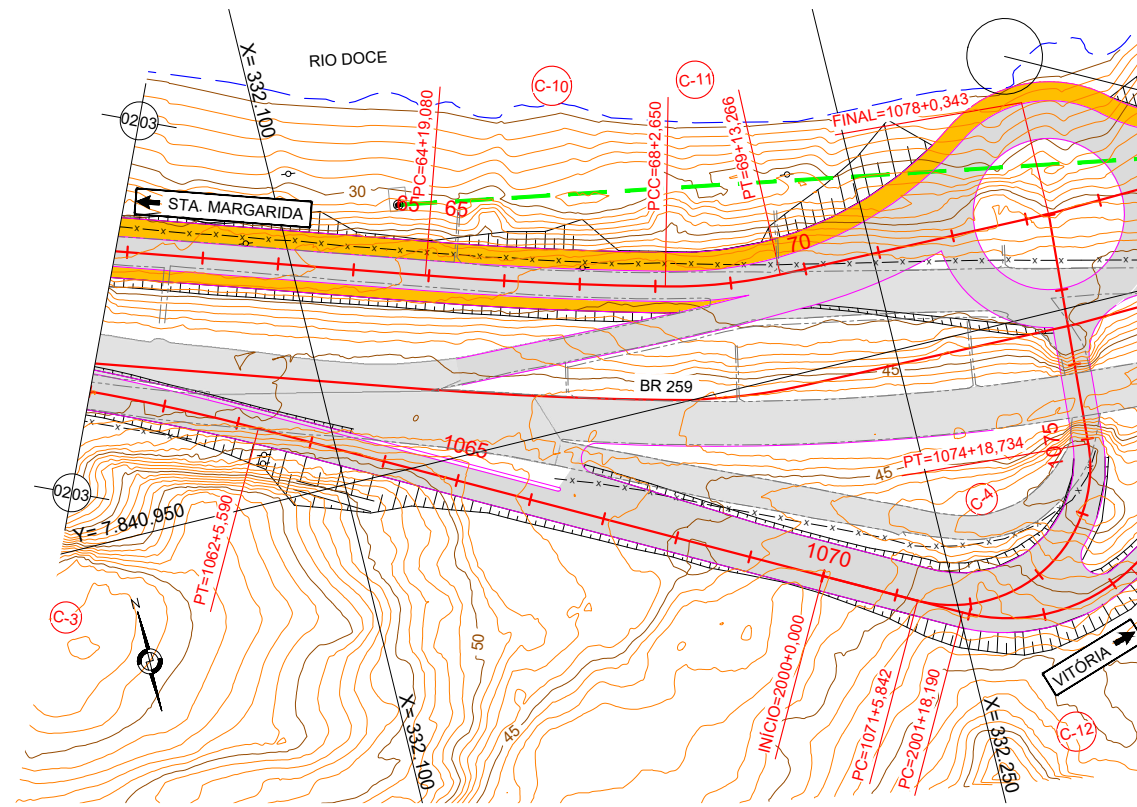 RIO DOCE
X= 332.100
C-10
C-11
0203
PC=64+19,080
PCC=68+2,650
PT=69+13,266
FINAL=1078+0,343
30
STA. MARGARIDA
65
65
70
BR 259
45
1065
PT=1074+18,734
1075
45
C-4
0203
Y= 7.840.950
PT=1062+5,590
1070
C-3
N
50
45
X= 332.100
INÍCIO=2000+0,000
PC=1071+5,842
PC=2001+18,190
X= 332.250
VITÓRIA
C-12